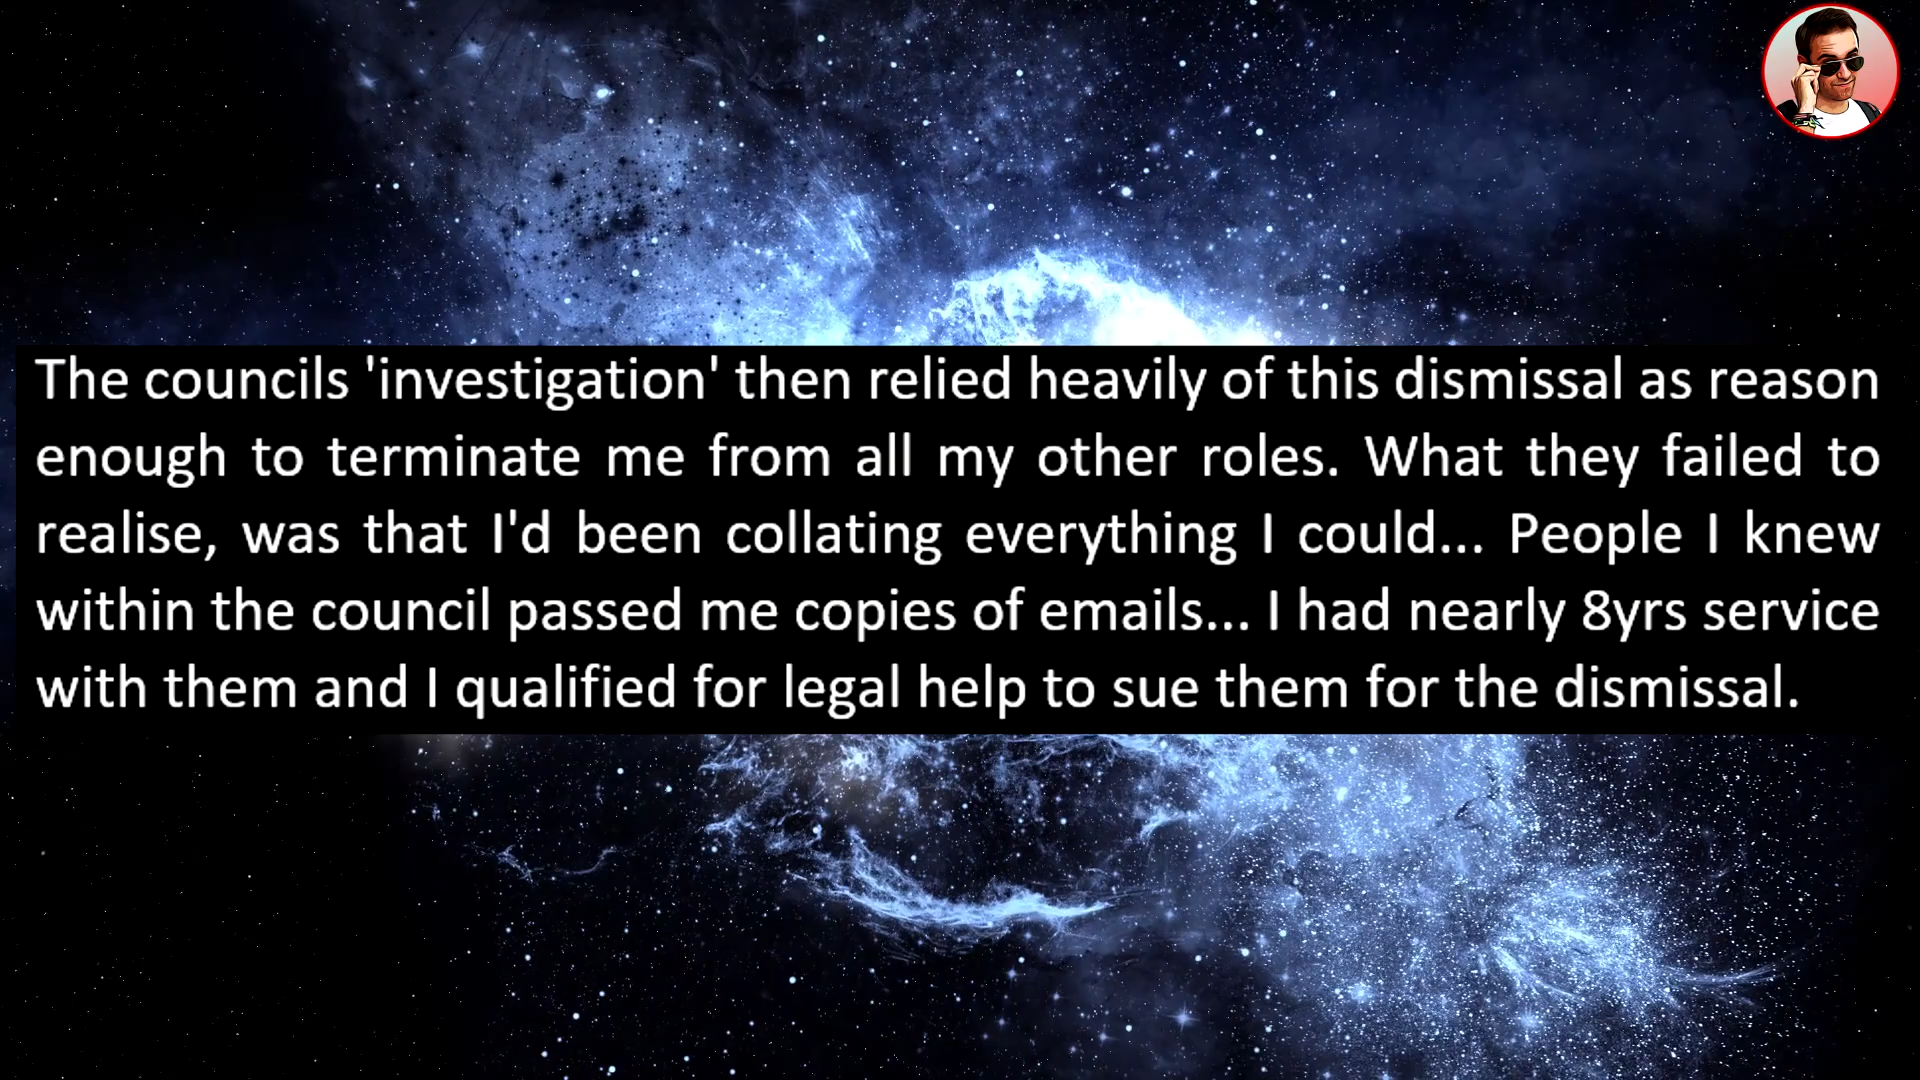 The councils 'investigation' then relied heavily of this dismissal as reason
enough to terminate me from all my other roles. What they failed to
realise, was that I'd been collating everything I could... People I knew
within the council passed me copies of emails... I had nearly 8yrs service
with them and I qualified for legal help to sue them for the dismissal.